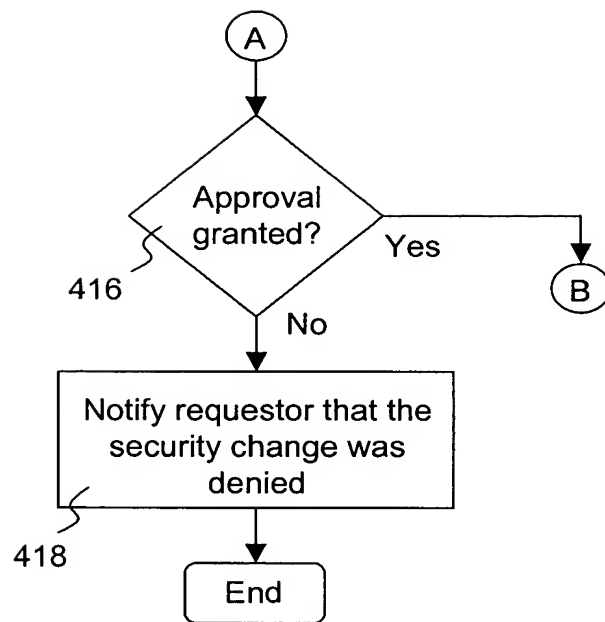 A
Approval
granted?
416
Yes
B
No
Notify requestor that the
security change was
denied
418
End